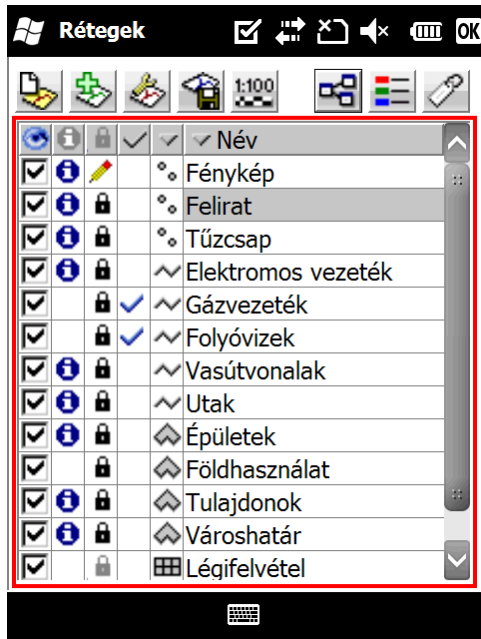 Rétegek OK
1:100
Név
Fénykép
Felirat
Tűzcsap
Elektromos vezeték
Gázvezeték
Folyóvizek
Vasútvonalak
Utak
Épületek
Földhasználat
Tulajdonok
Városhatár
Légifelvétel